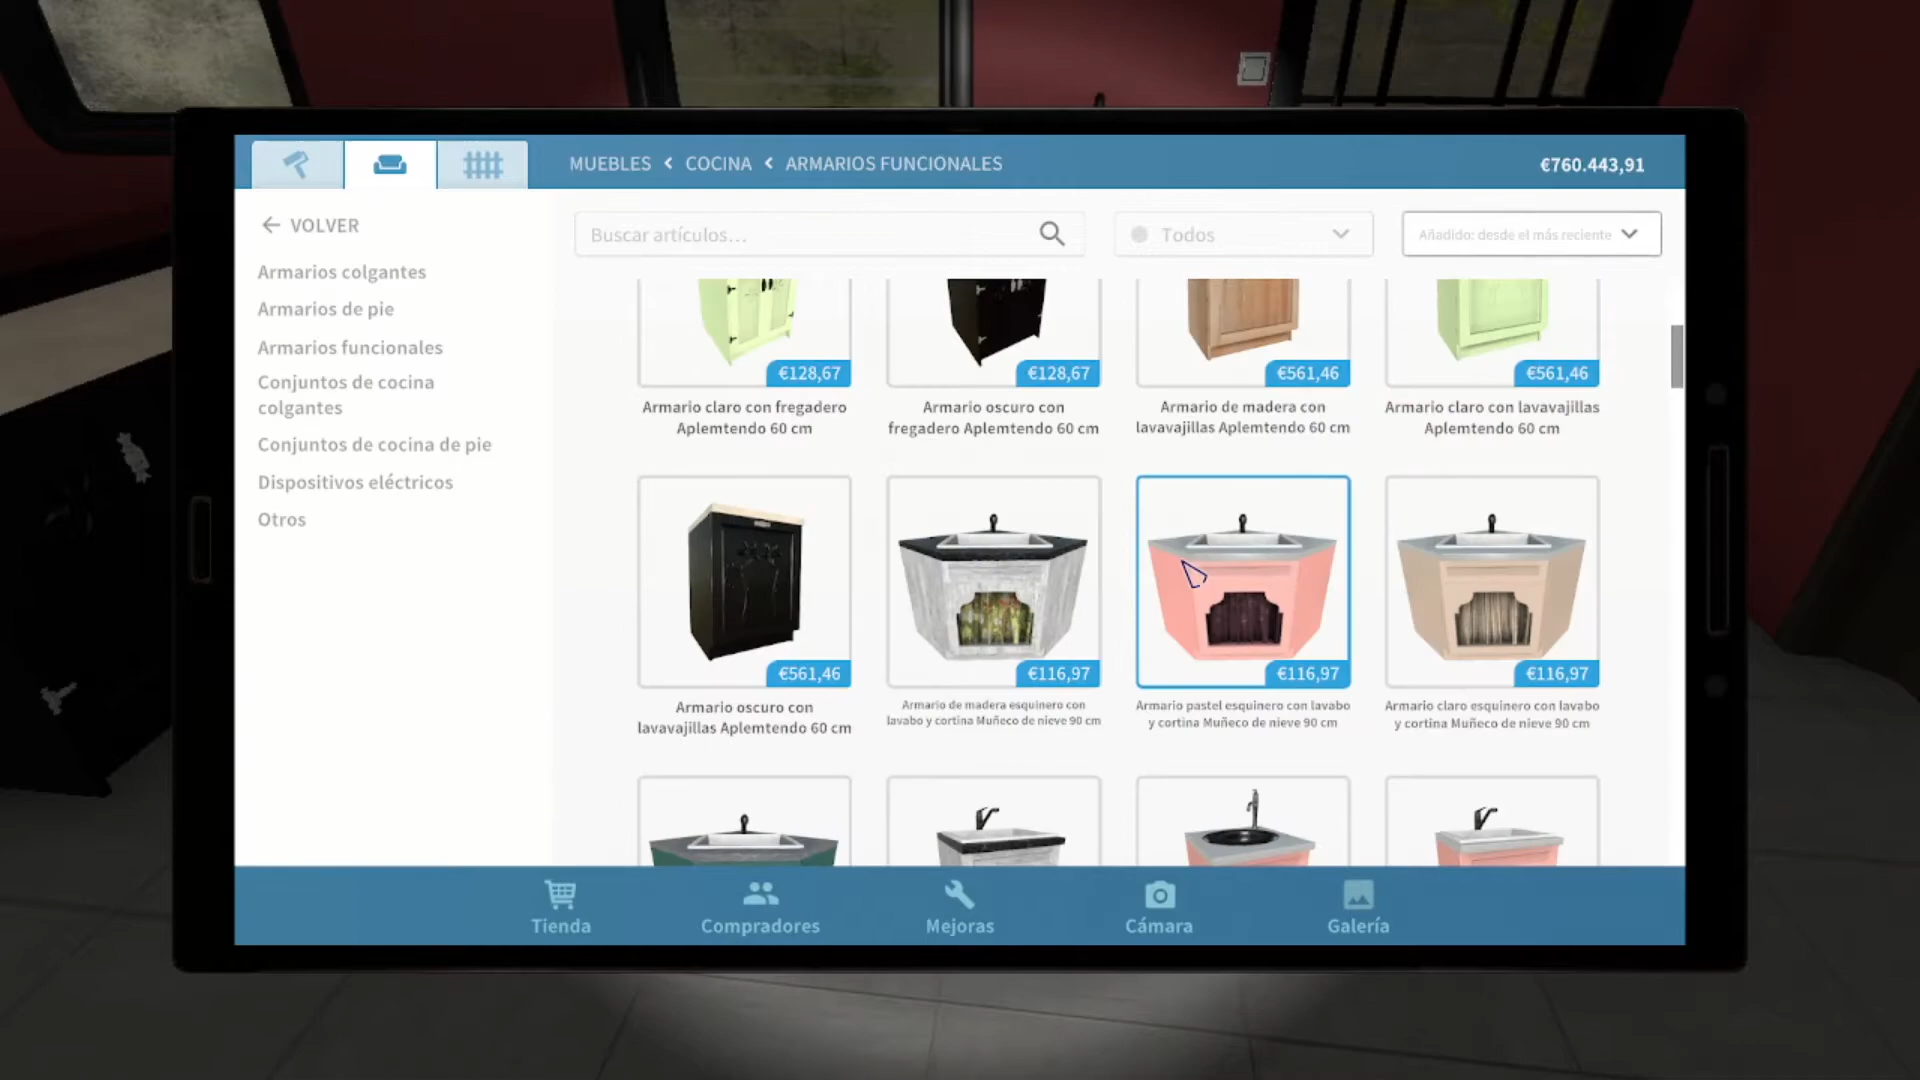 MUEBLES < COCINA < ARMARIOS FUNCIONALES
€760.443,91
VOLVER
Armarios colgantes
Armarios de pie
Armarios funcionales
Conjuntos de cocina
colgantes
Conjuntos de cocina de pie
Dispositivos eléctricos
Otros
Buscar artículos...
Todos
Añadido: desde el más reciente
€128,67
Armario claro con fregadero
Aplemtendo 60 cm
€128,67
Armario oscuro con
fregadero Aplemtendo 60 cm
€561,46
Armario de madera con
lavavajillas Aplemtendo 60 cm
€561,46
Armario claro con lavavajillas
Aplemtendo 60 cm
€561,46
Armario oscuro con
lavavajillas Aplemtendo 60 cm
€116,97
Armario de madera esquinero con
lavabo y cortina Muñeco de nieve 90 cm
€116,97
Armario pastel esquinero con lavabo
y cortina Muñeco de nieve 90 cm
€116,97
Armario claro esquinero con lavabo
y cortina Muñeco de nieve 90 cm
Tienda
Compradores
Mejoras
Cámara
Galería